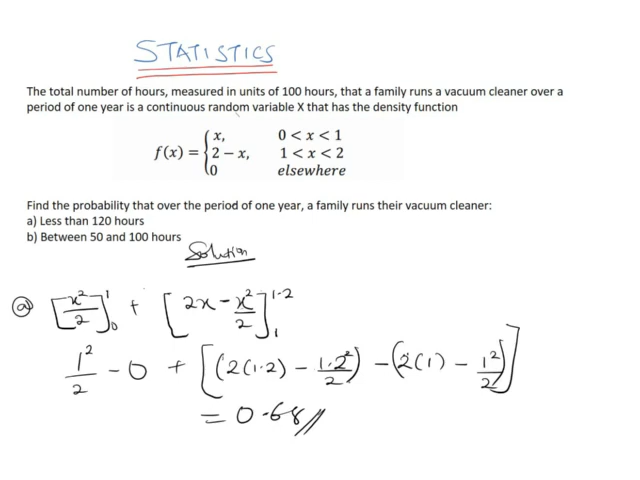 STATISTICS
The total number of hours, measured in units of 100 hours, that a family runs a vacuum cleaner over a
period of one year is a continuous random variable X that has the density function
f(x) = { x, 0 < x < 1
2 − x, 1 < x < 2
0 elsewhere
Find the probability that over the period of one year, a family runs their vacuum cleaner:
a) Less than 120 hours
b) Between 50 and 100 hours
Solution
(a) [x²/2]₀¹ + [2x − x²/2]₁^1·2
1²/2 − 0 + [(2(1·2) − 1·2²/2) − (2(1) − 1²/2)]
= 0·68//